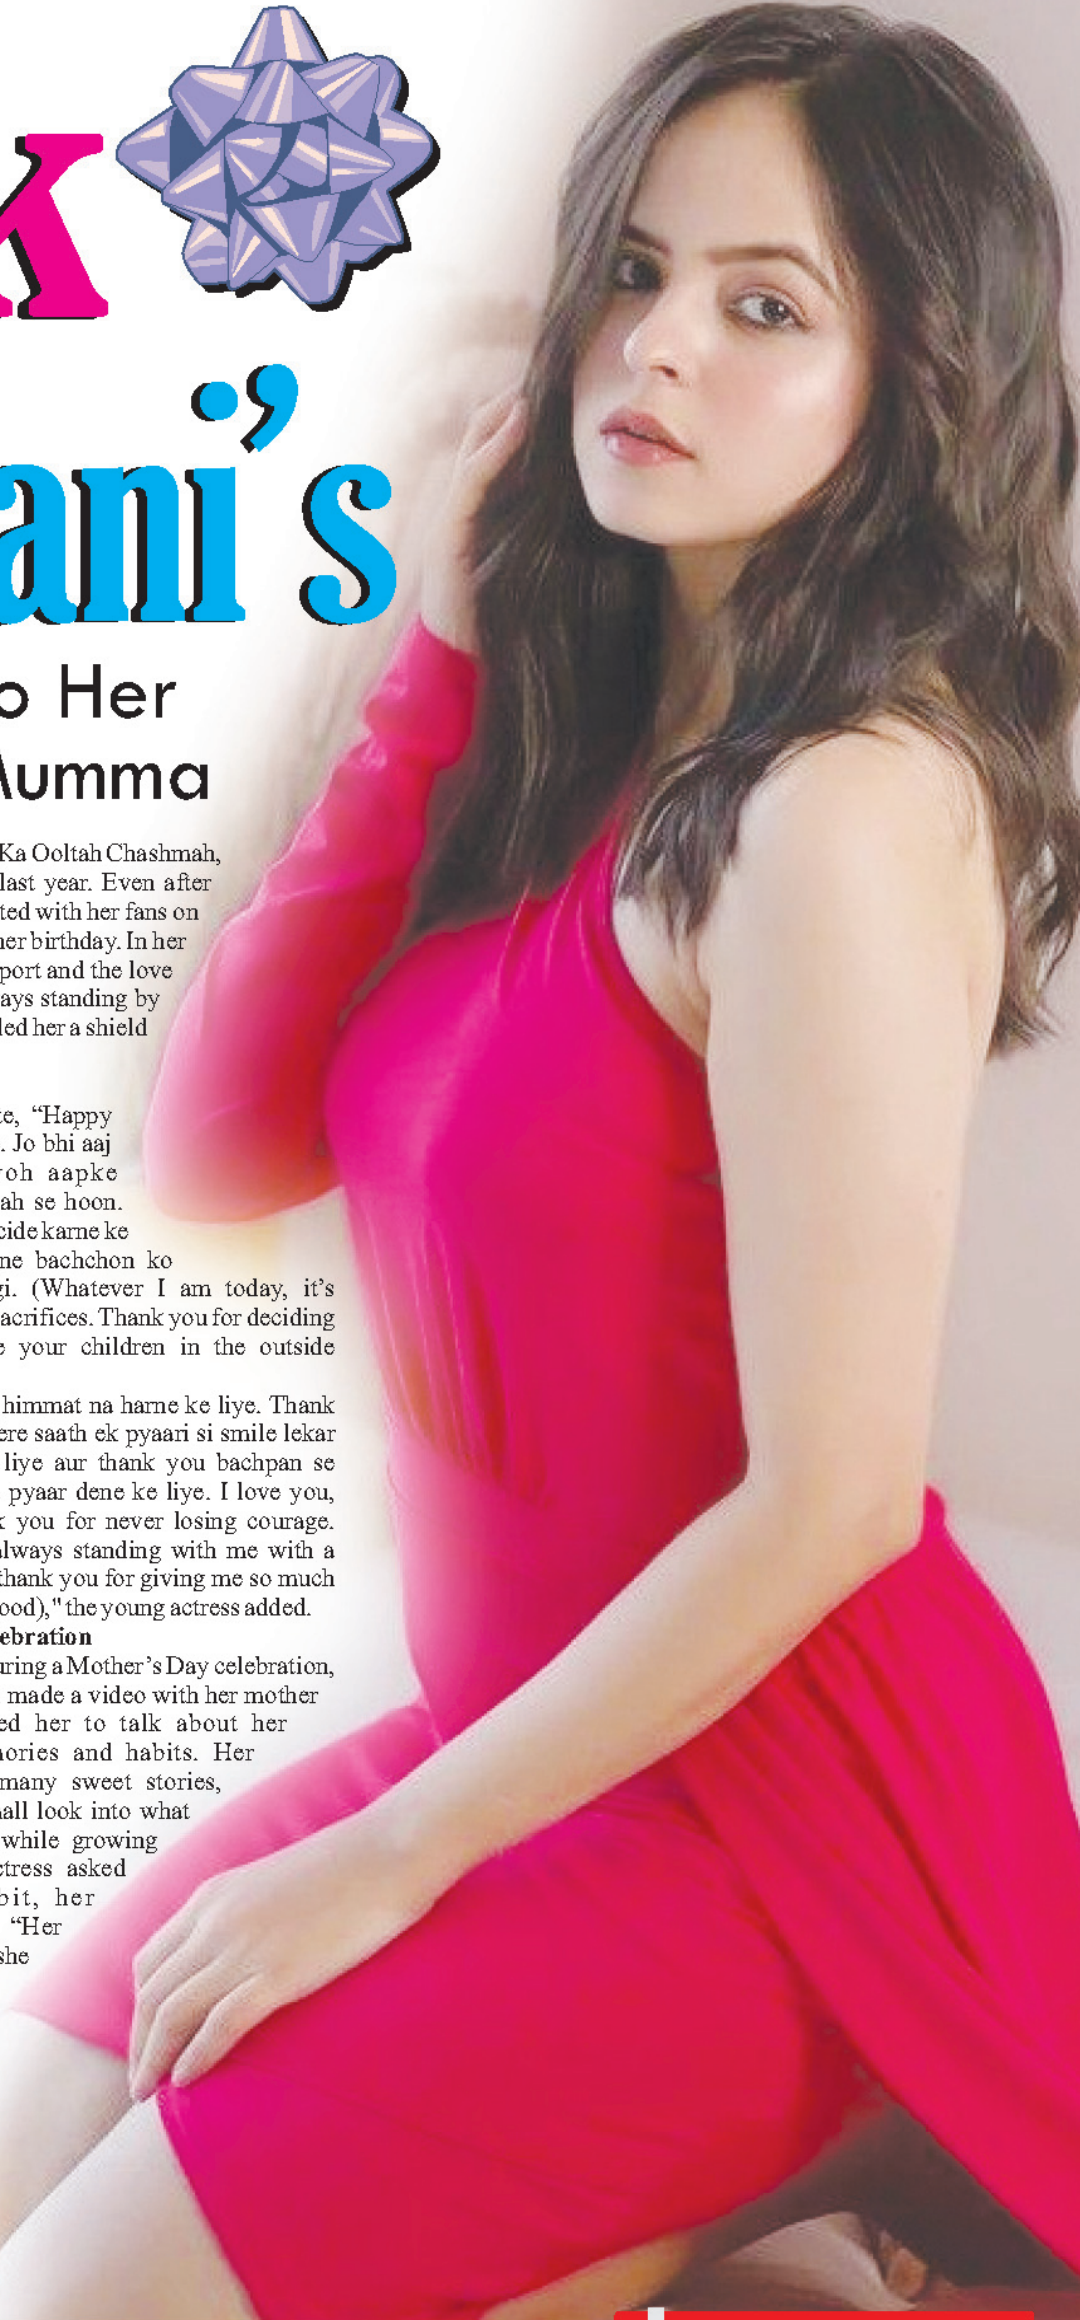 k
ani's
o Her
Mumma
Ka Ooltah Chashmah,
last year. Even after
ted with her fans on
her birthday. In her
port and the love
ays standing by
led her a shield
te, “Happy
. Jo bhi aaj
oh aapke
ah se hoon.
cide karne ke
ne bachchon ko
gi. (Whatever I am today, it’s
acrifices. Thank you for deciding
e your children in the outside
himmat na harne ke liye. Thank
ere saath ek pyaari si smile lekar
liye aur thank you bachpan se
pyaar dene ke liye. I love you,
k you for never losing courage.
always standing with me with a
thank you for giving me so much
ood)," the young actress added.
ebration
uring a Mother’s Day celebration,
made a video with her mother
ed her to talk about her
ories and habits. Her
many sweet stories,
all look into what
while growing
ctress asked
bit, her
“Her
she